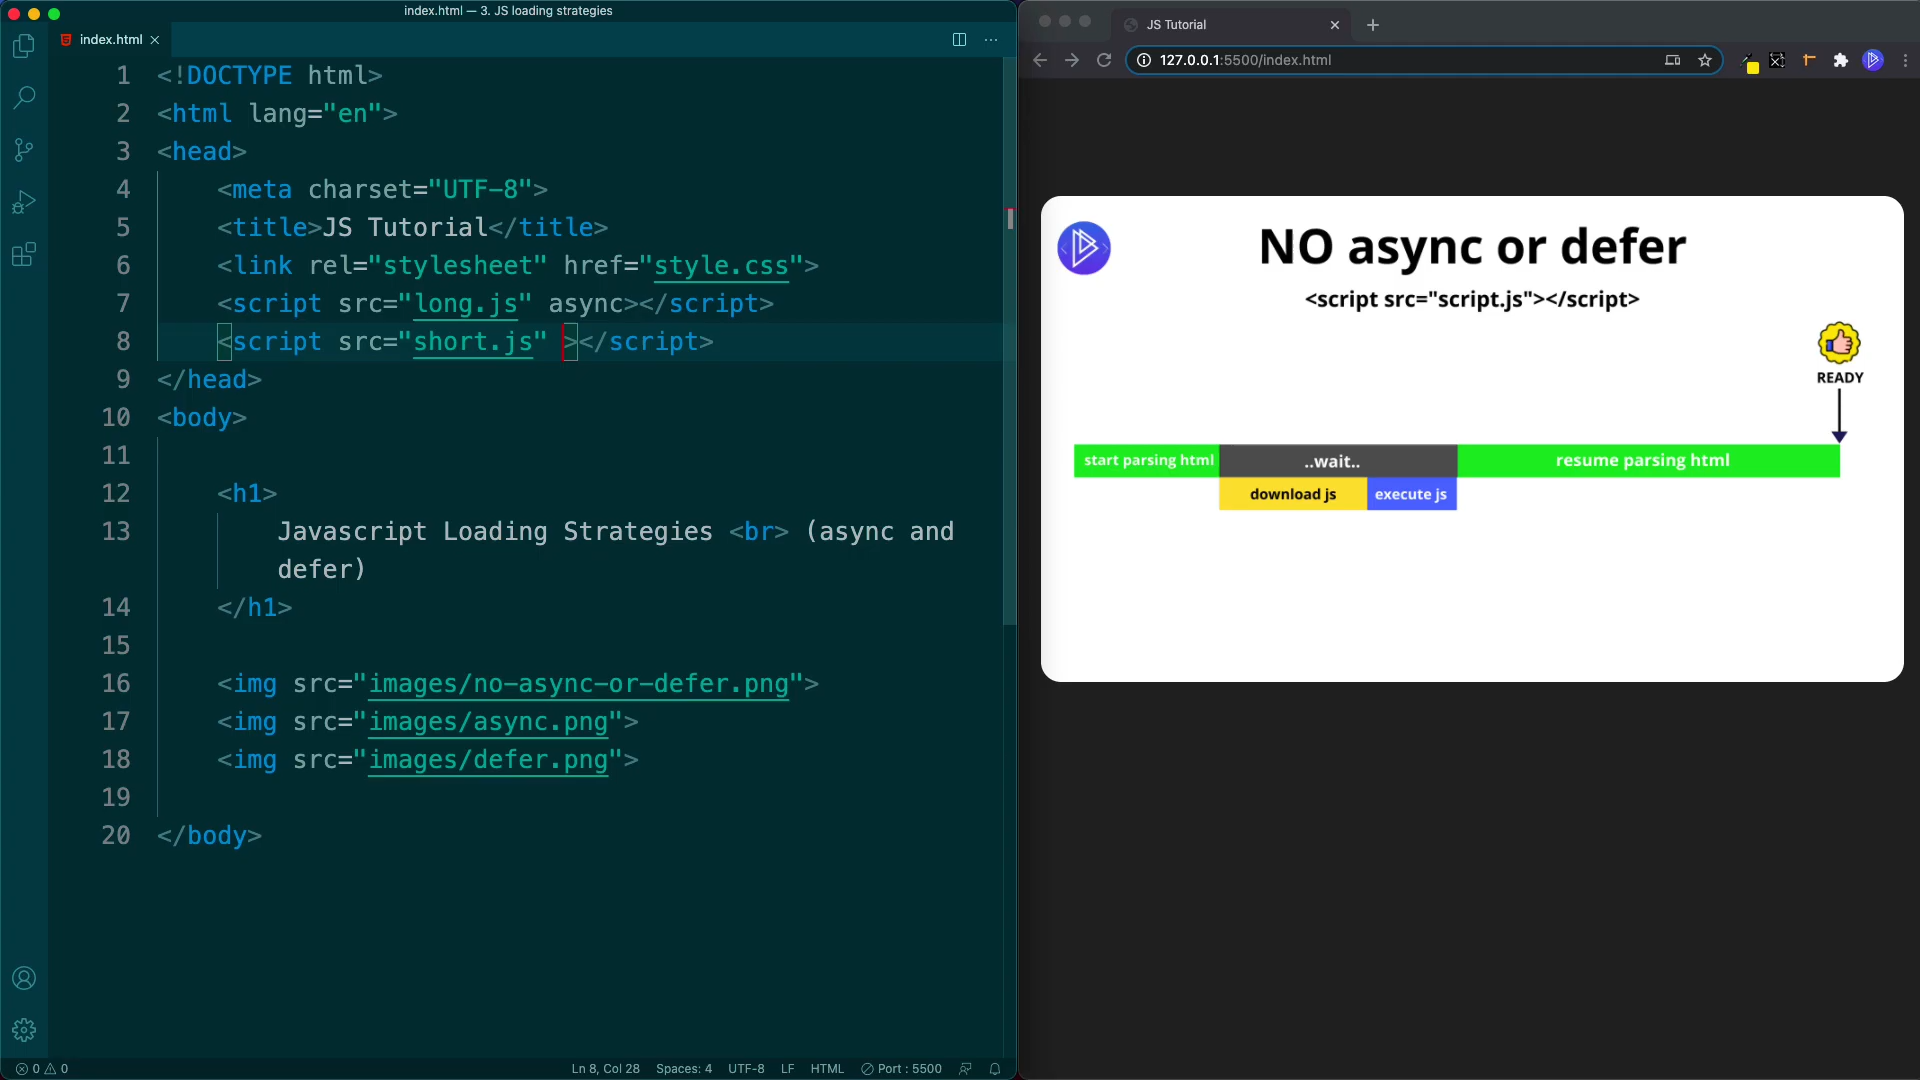 index.html — 3. JS loading strategies
index.html
1 <!DOCTYPE html>
2 <html lang="en">
3 <head>
4 <meta charset="UTF-8">
5 <title>JS Tutorial</title>
6 <link rel="stylesheet" href="style.css">
7 <script src="long.js" async></script>
8 <script src="short.js" ></script>
9 </head>
10 <body>
11
12 <h1>
13 Javascript Loading Strategies <br> (async and
defer)
14 </h1>
15
16 <img src="images/no-async-or-defer.png">
17 <img src="images/async.png">
18 <img src="images/defer.png">
19
20 </body>
0 0
Ln 8, Col 28 Spaces: 4 UTF-8 LF HTML Port : 5500
JS Tutorial
127.0.0.1:5500/index.html
NO async or defer
<script src="script.js"></script>
READY
start parsing html ..wait.. resume parsing html
download js execute js